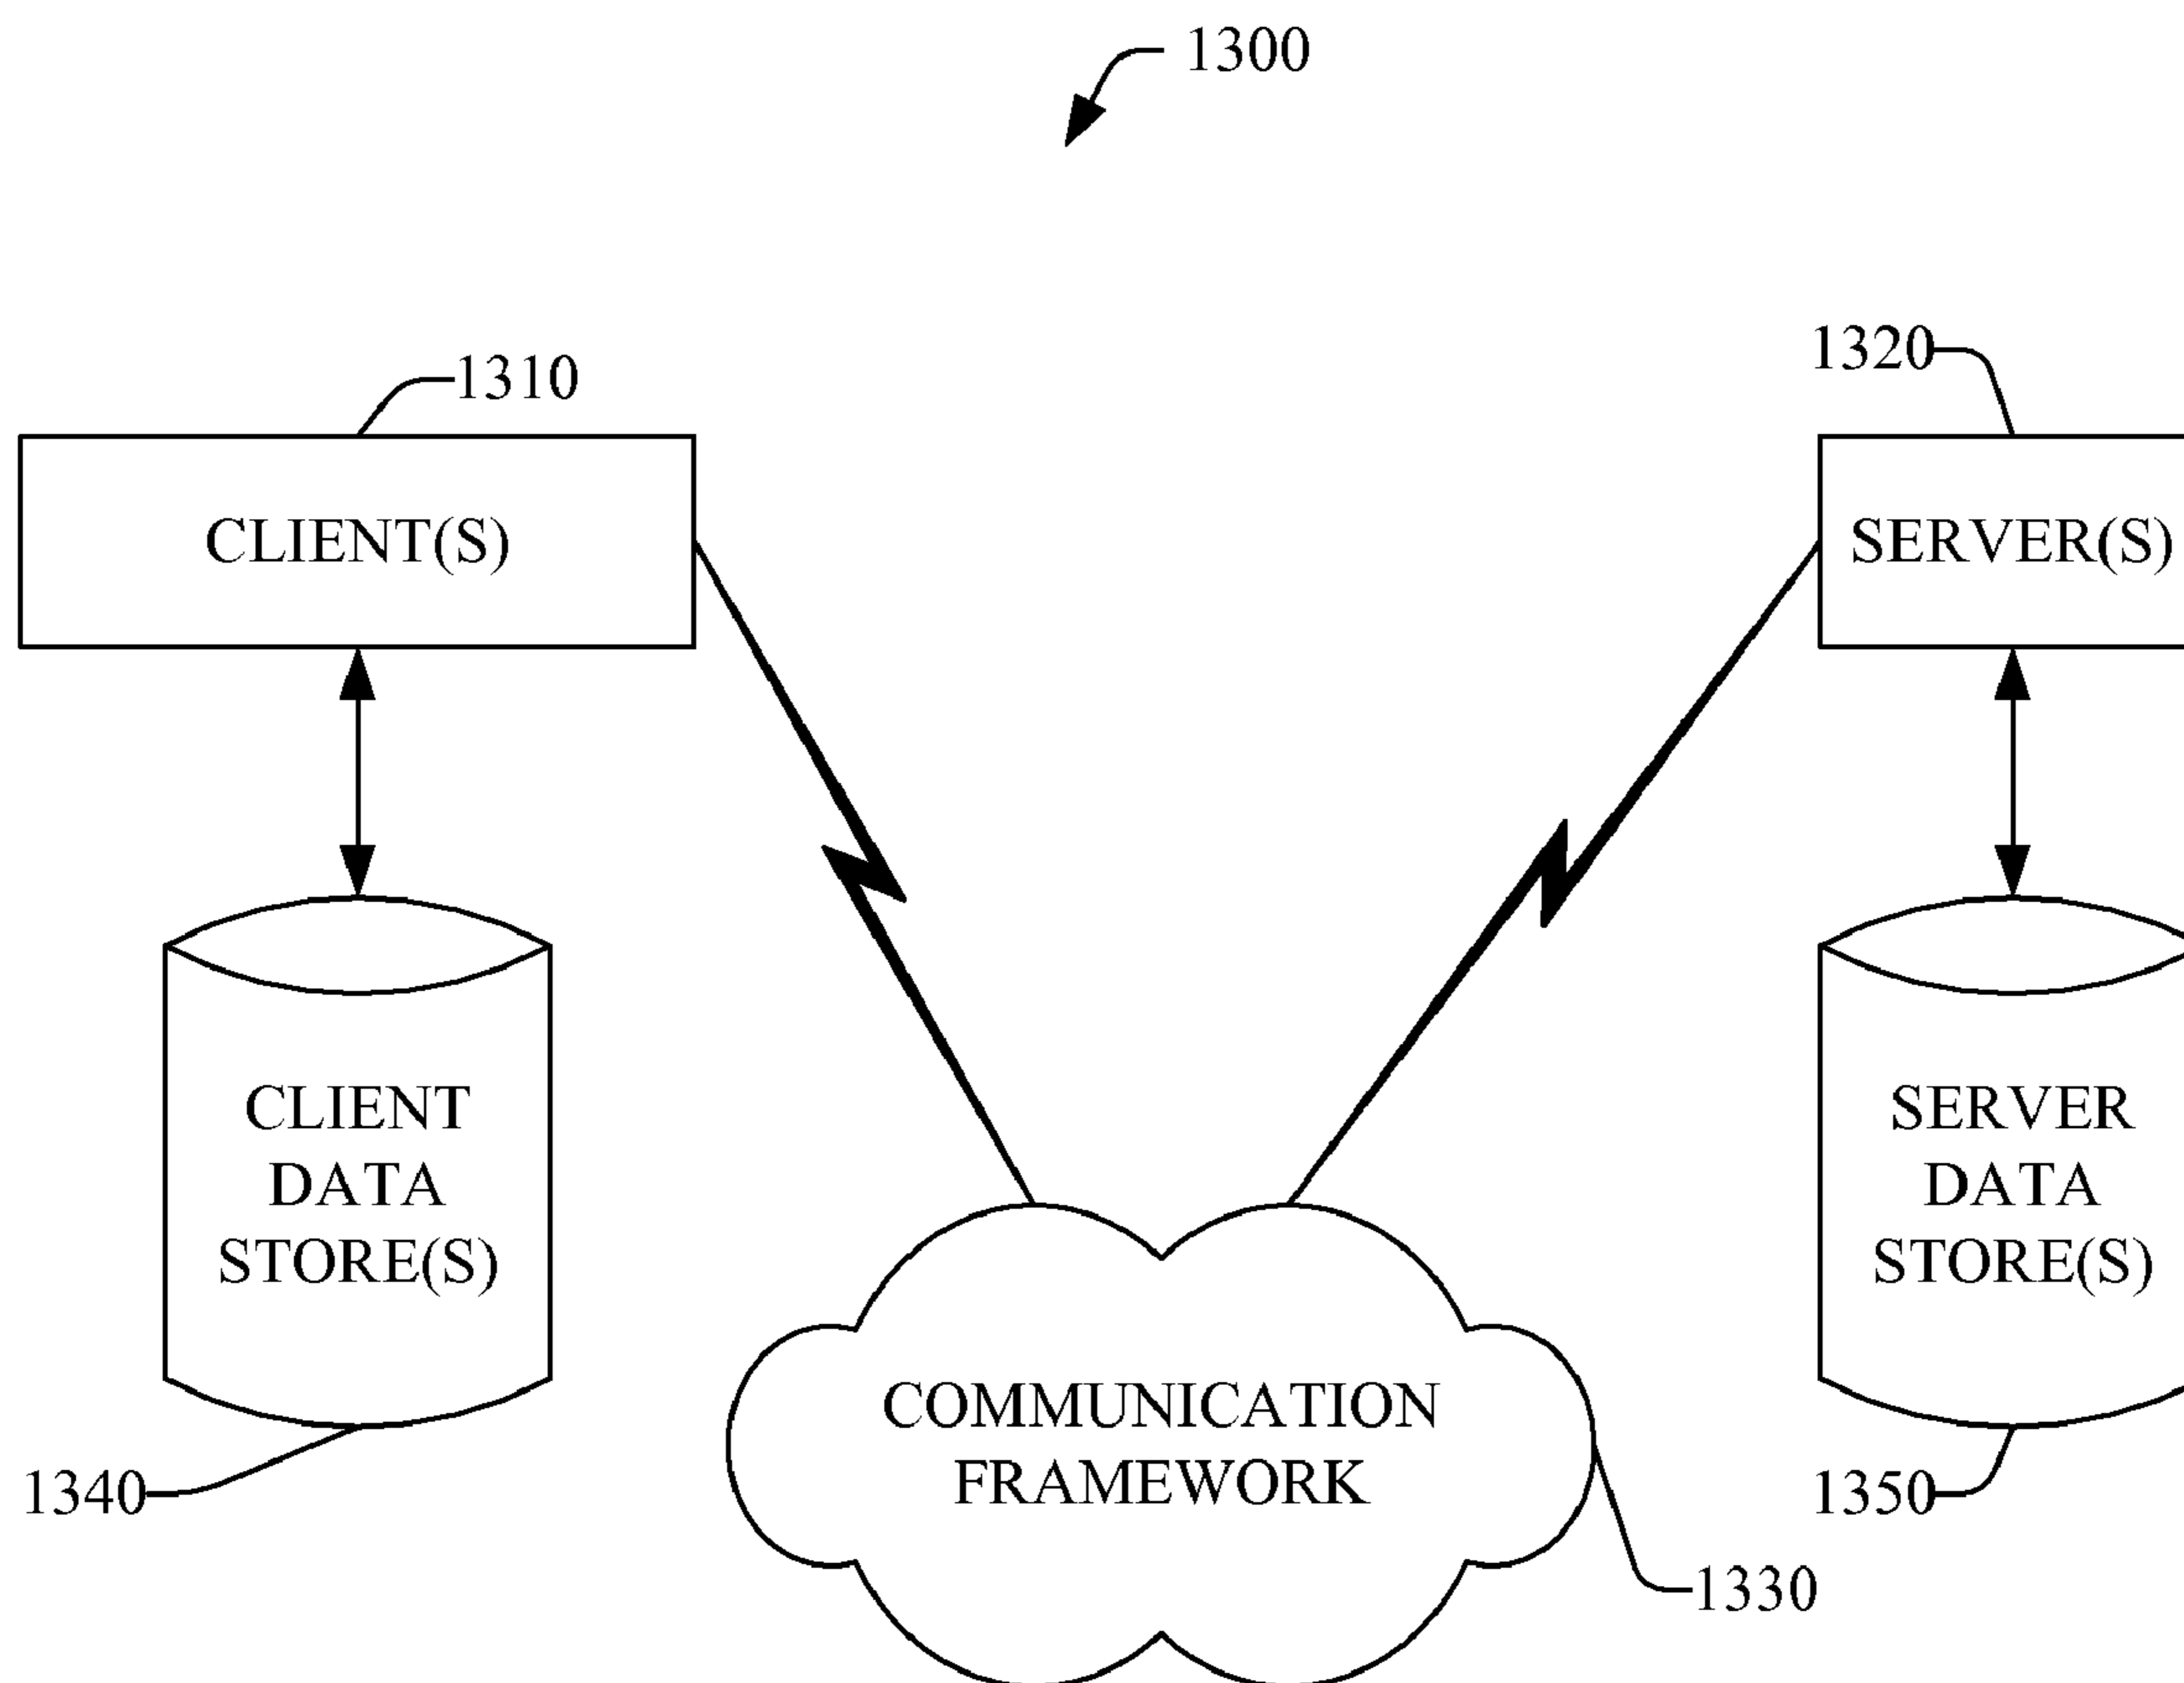 1300
1310
1320
CLIENT(S)
SERVER(S)
CLIENT
DATA
STORE(S)
SERVER
DATA
STORE(S)
COMMUNICATION
FRAMEWORK
1340
1350
1330